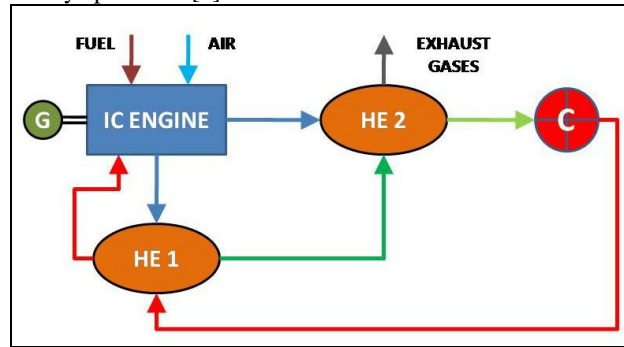 FUEL
AIR
EXHAUST
GASES
G
IC ENGINE
HE 2
C
HE 1